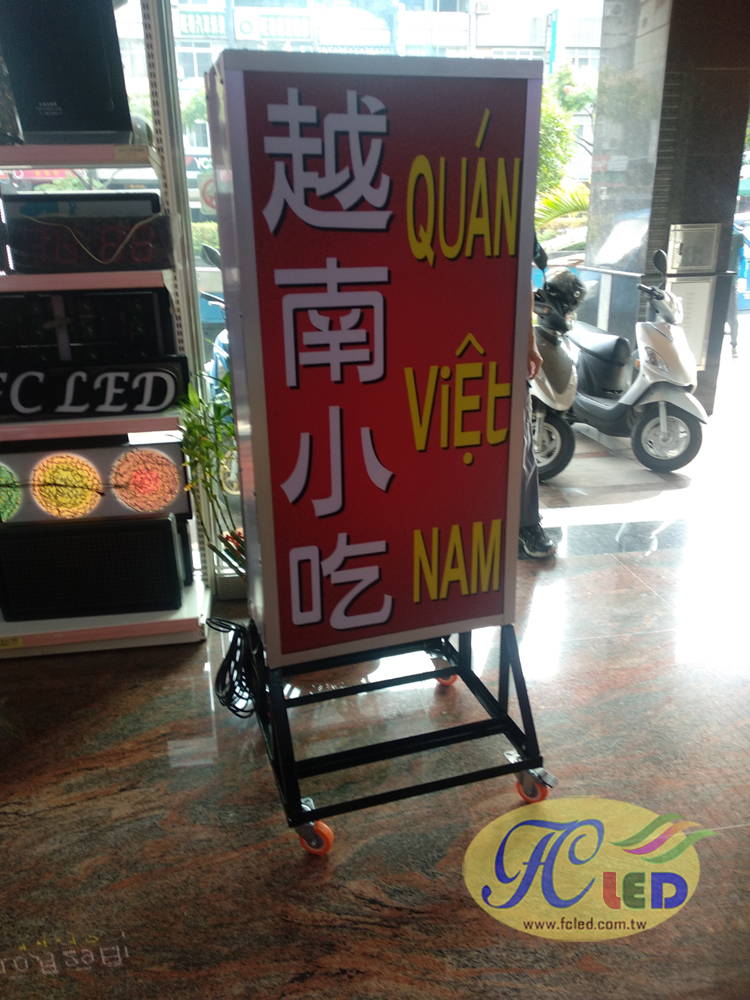 越南小吃
QUÁN
ViỆt
NAM
FC LED
FC LED
www.fcled.com.tw